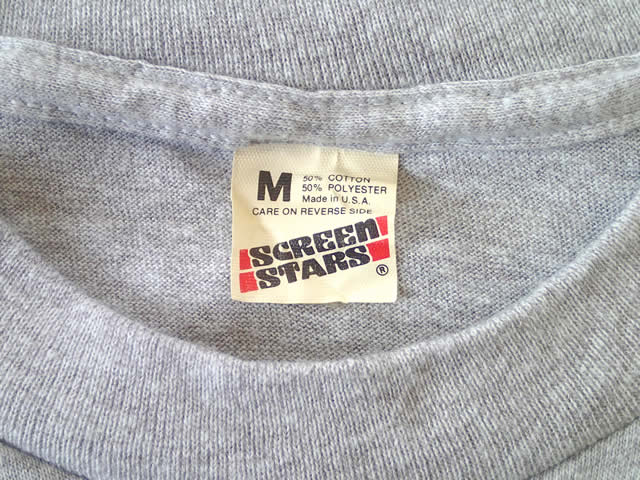 M
50% COTTON
50% POLYESTER
Made in U.S.A.
CARE ON REVERSE SIDE
SCREEN
STARS ®